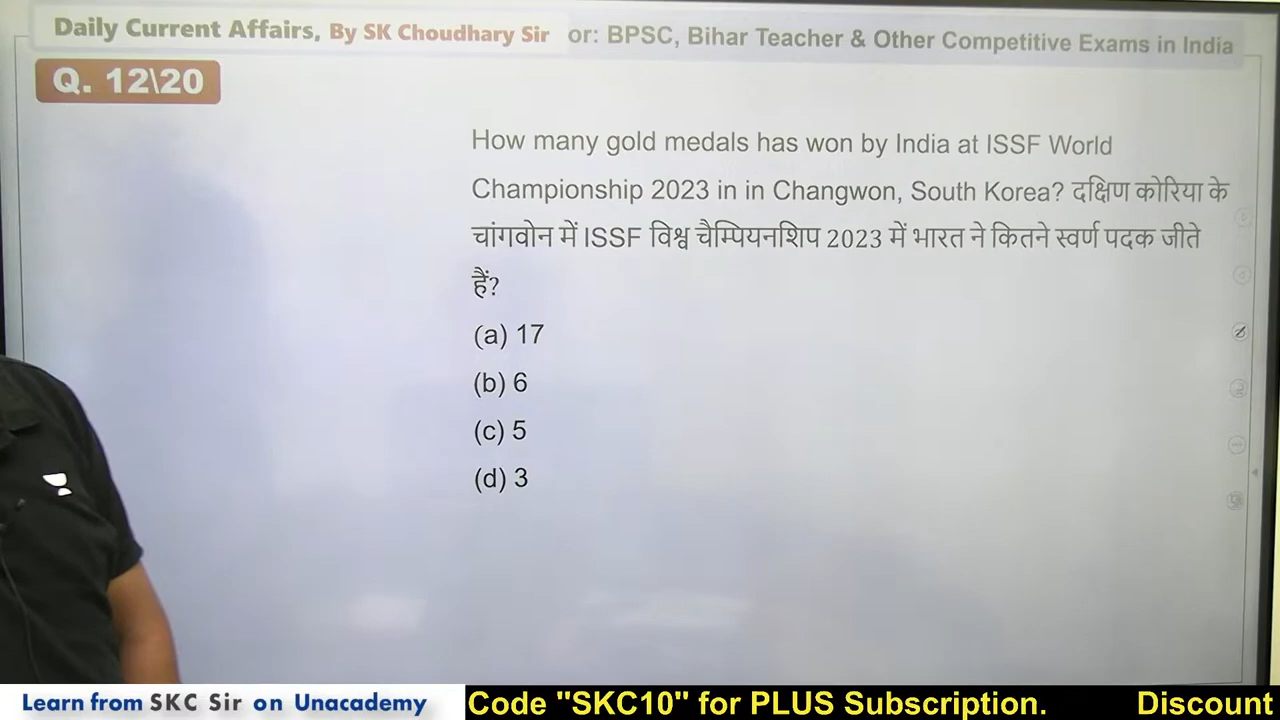 Daily Current Affairs, By SK Choudhary Sir or: BPSC, Bihar Teacher & Other Competitive Exams in India
Q. 12\20
How many gold medals has won by India at ISSF World
Championship 2023 in in Changwon, South Korea? दक्षिण कोरिया के
चांगवोन में ISSF विश्व चैम्पियनशिप 2023 में भारत ने कितने स्वर्ण पदक जीते
हैं?
(a) 17
(b) 6
(c) 5
(d) 3
Learn from SKC Sir on Unacademy
Code "SKC10" for PLUS Subscription. Discount